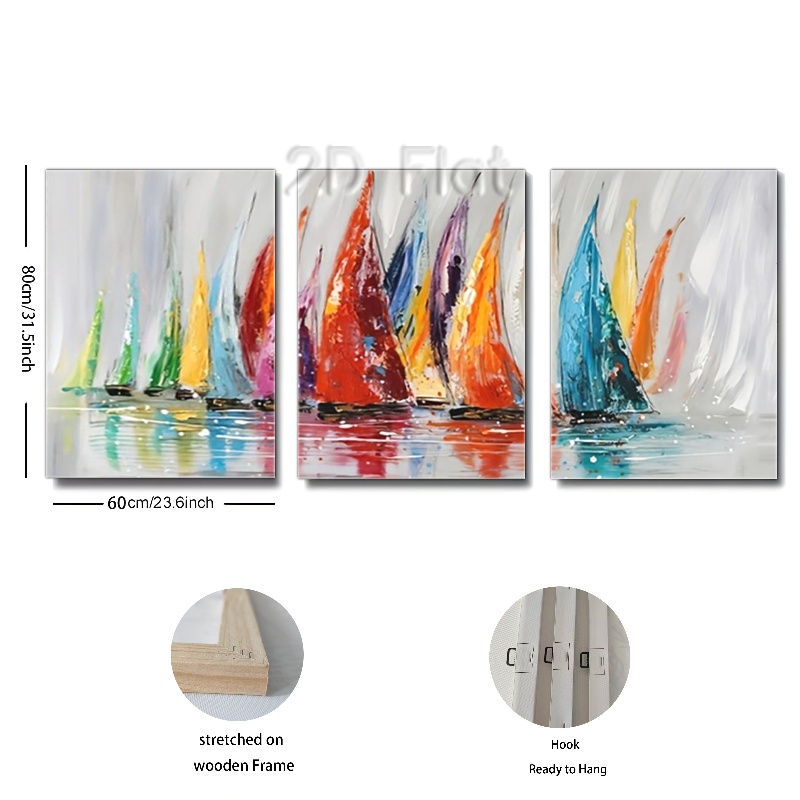 2D Flat
80cm/31.5inch
60cm/23.6inch
stretched on
wooden Frame
Hook
Ready to Hang